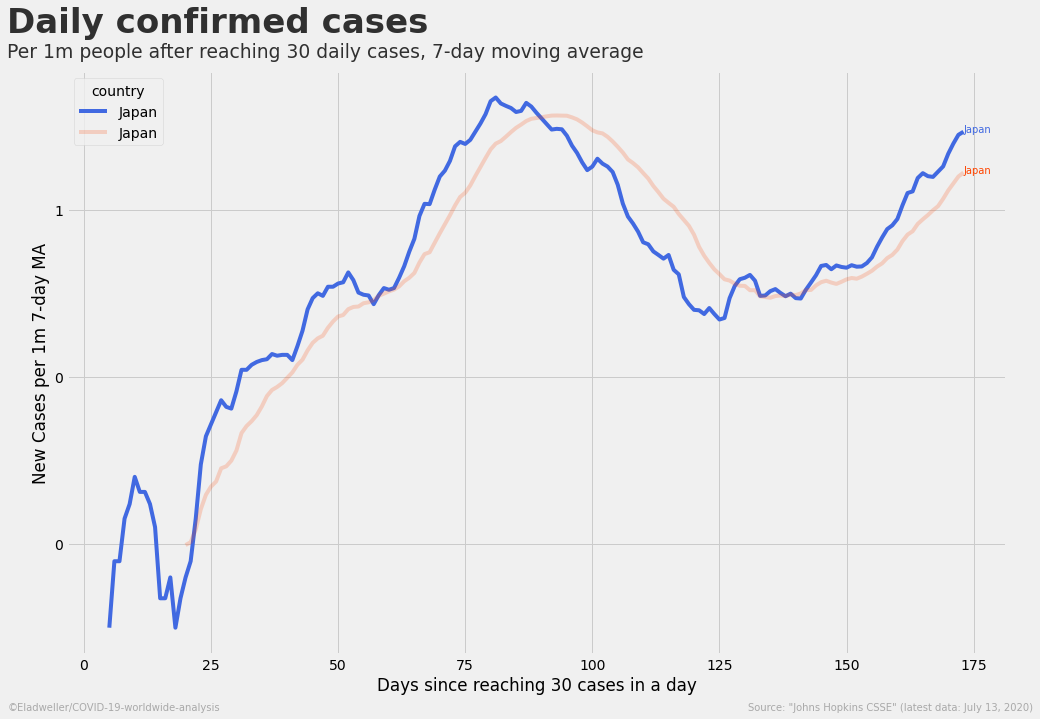 Daily confirmed cases
Per 1m people after reaching 30 daily cases, 7-day moving average
country
Japan
Japan
Japan
Japan
New Cases per 1m 7-day MA
1
0
0
0 25 50 75 100 125 150 175
Days since reaching 30 cases in a day
©Eladweller/COVID-19-worldwide-analysis
Source: "Johns Hopkins CSSE" (latest data: July 13, 2020)